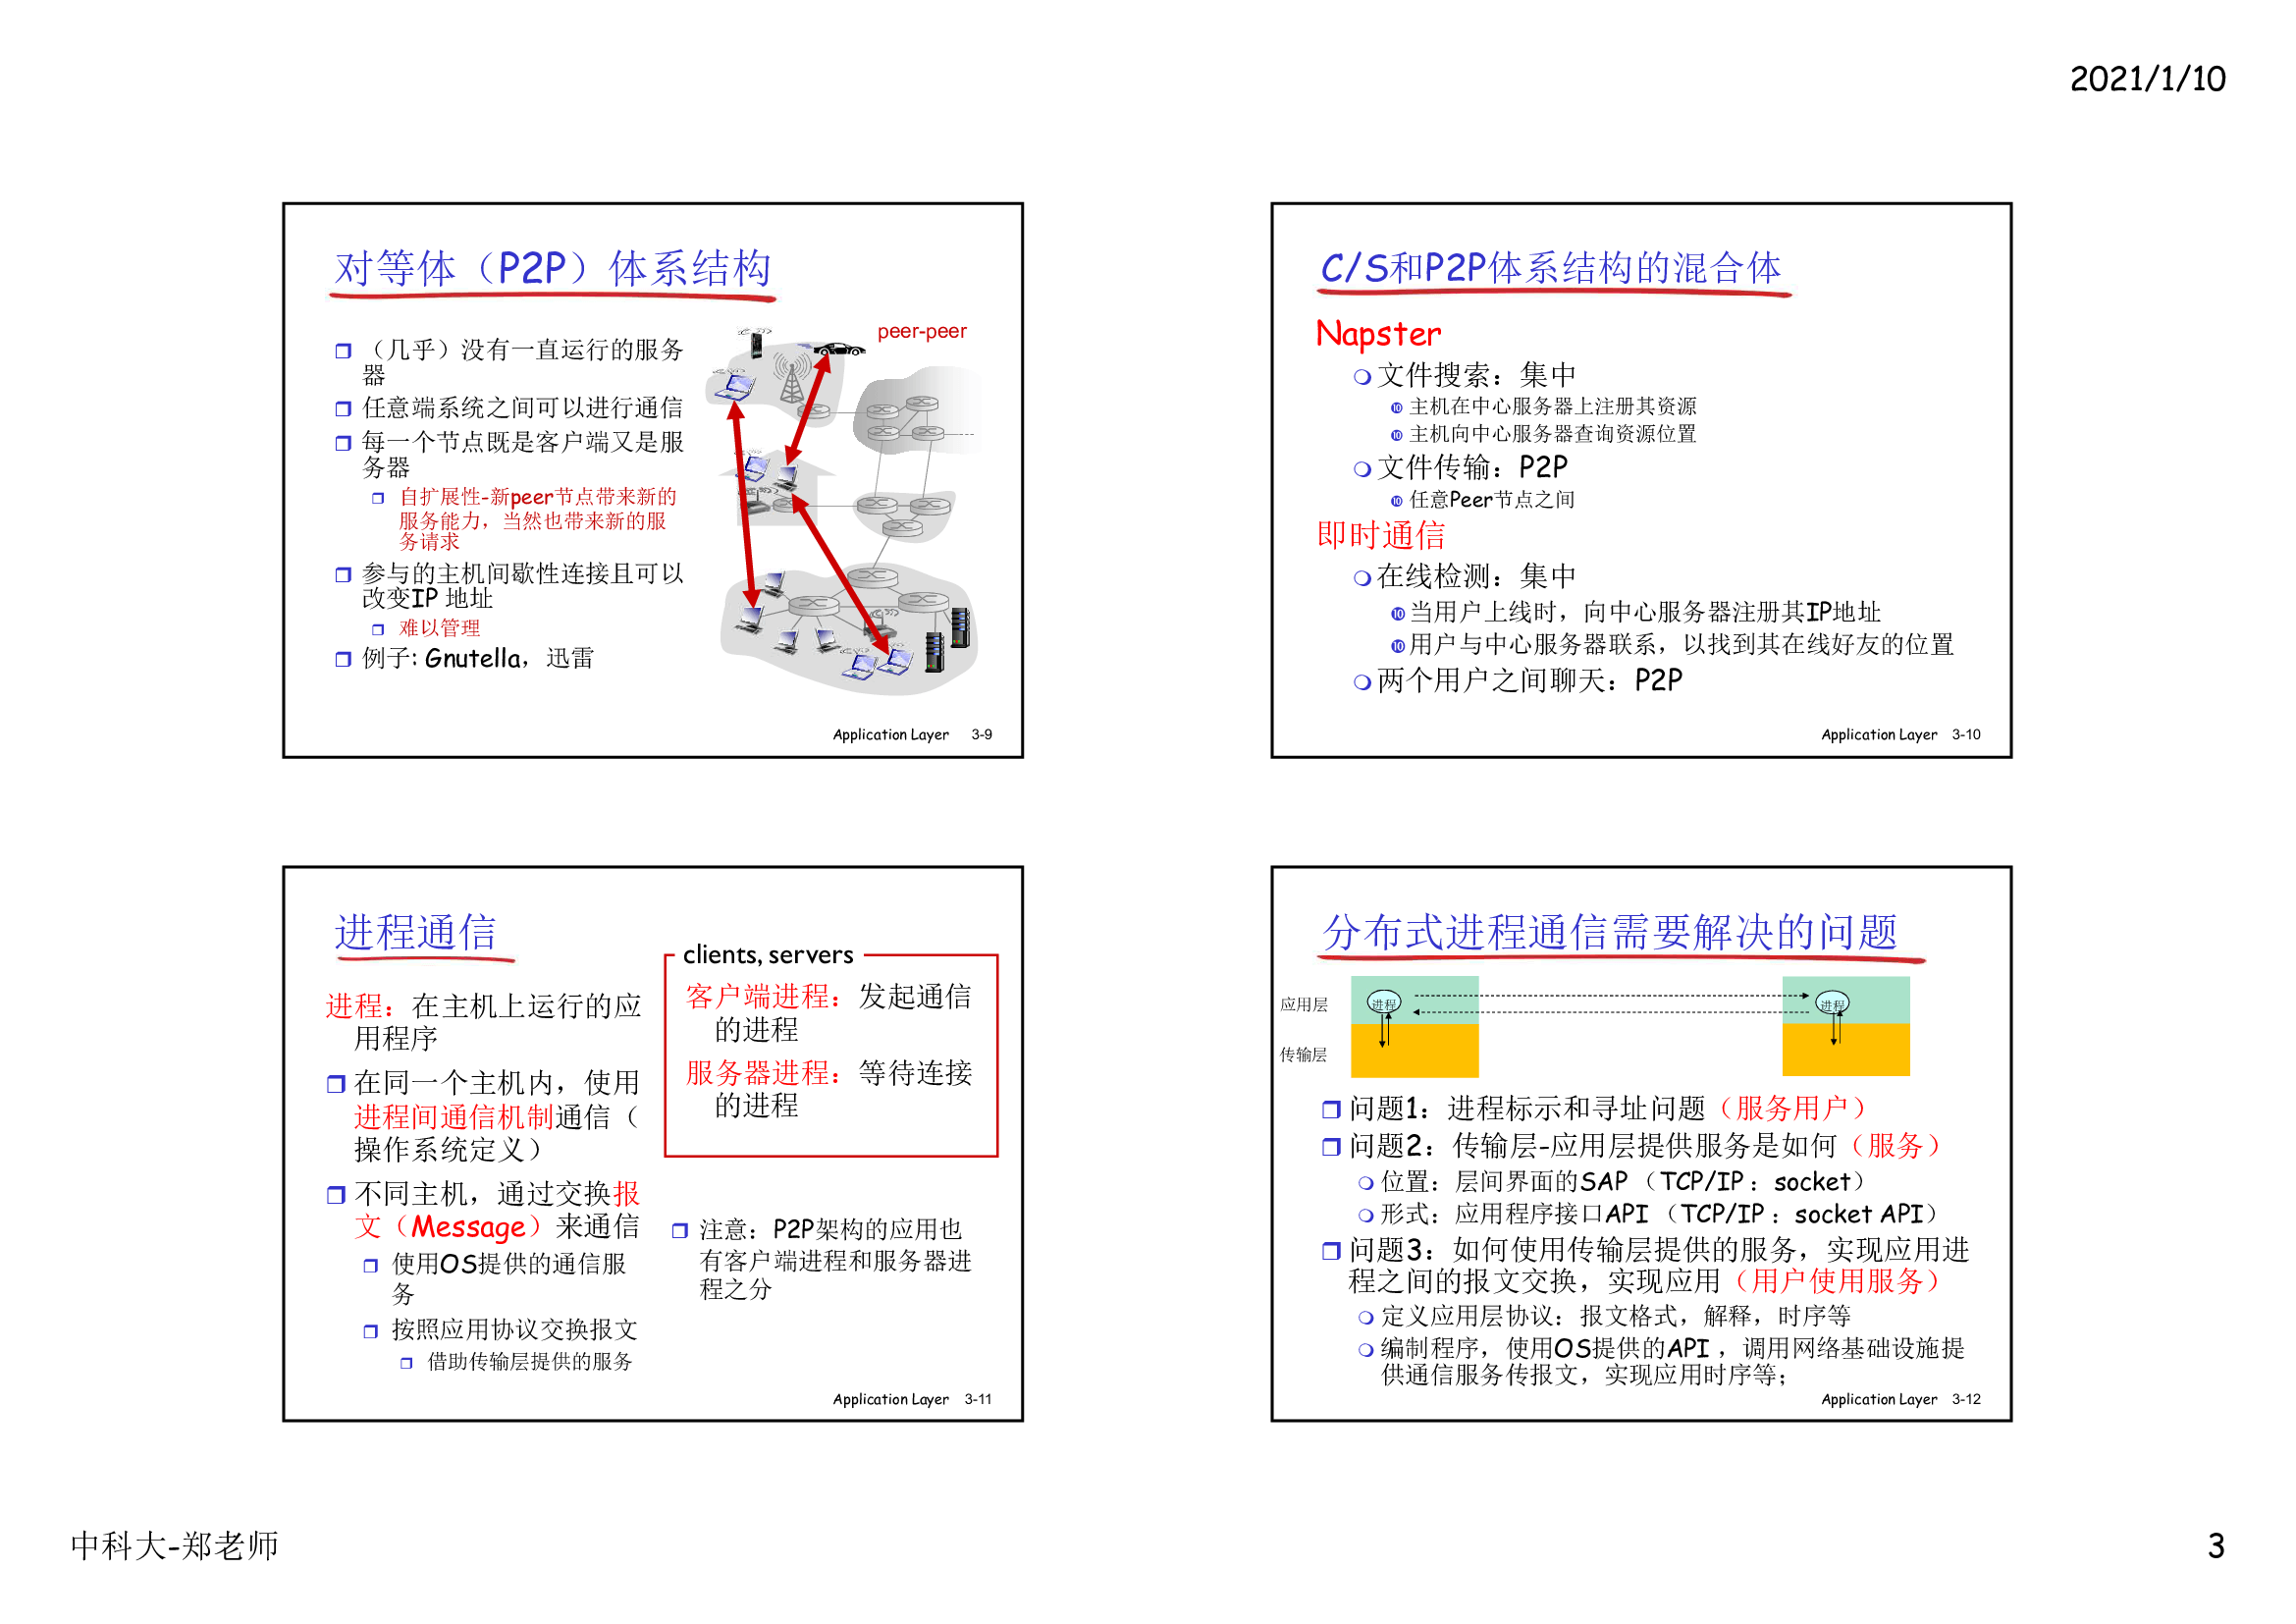 2021/1/10
对等体（P2P）体系结构
（几乎）没有一直运行的服务
器
任意端系统之间可以进行通信
每一个节点既是客户端又是服
务器
自扩展性-新peer节点带来新的
服务能力，当然也带来新的服
务请求
参与的主机间歇性连接且可以
改变IP 地址
难以管理
例子: Gnutella，迅雷
peer-peer
Application Layer 3-9
C/S和P2P体系结构的混合体
Napster
文件搜索：集中
主机在中心服务器上注册其资源
主机向中心服务器查询资源位置
文件传输：P2P
任意Peer节点之间
即时通信
在线检测：集中
当用户上线时，向中心服务器注册其IP地址
用户与中心服务器联系，以找到其在线好友的位置
两个用户之间聊天：P2P
Application Layer 3-10
进程通信
进程：在主机上运行的应
用程序
在同一个主机内，使用
进程间通信机制通信（
操作系统定义）
不同主机，通过交换报
文（Message）来通信
使用OS提供的通信服
务
按照应用协议交换报文
借助传输层提供的服务
clients, servers
客户端进程：发起通信
的进程
服务器进程：等待连接
的进程
注意：P2P架构的应用也
有客户端进程和服务器进
程之分
Application Layer 3-11
分布式进程通信需要解决的问题
应用层
进程
进程
传输层
问题1：进程标示和寻址问题（服务用户）
问题2：传输层-应用层提供服务是如何（服务）
位置：层间界面的SAP （TCP/IP ：socket）
形式：应用程序接口API （TCP/IP ：socket API）
问题3：如何使用传输层提供的服务，实现应用进
程之间的报文交换，实现应用（用户使用服务）
定义应用层协议：报文格式，解释，时序等
编制程序，使用OS提供的API ，调用网络基础设施提
供通信服务传报文，实现应用时序等；
Application Layer 3-12
中科大-郑老师
3